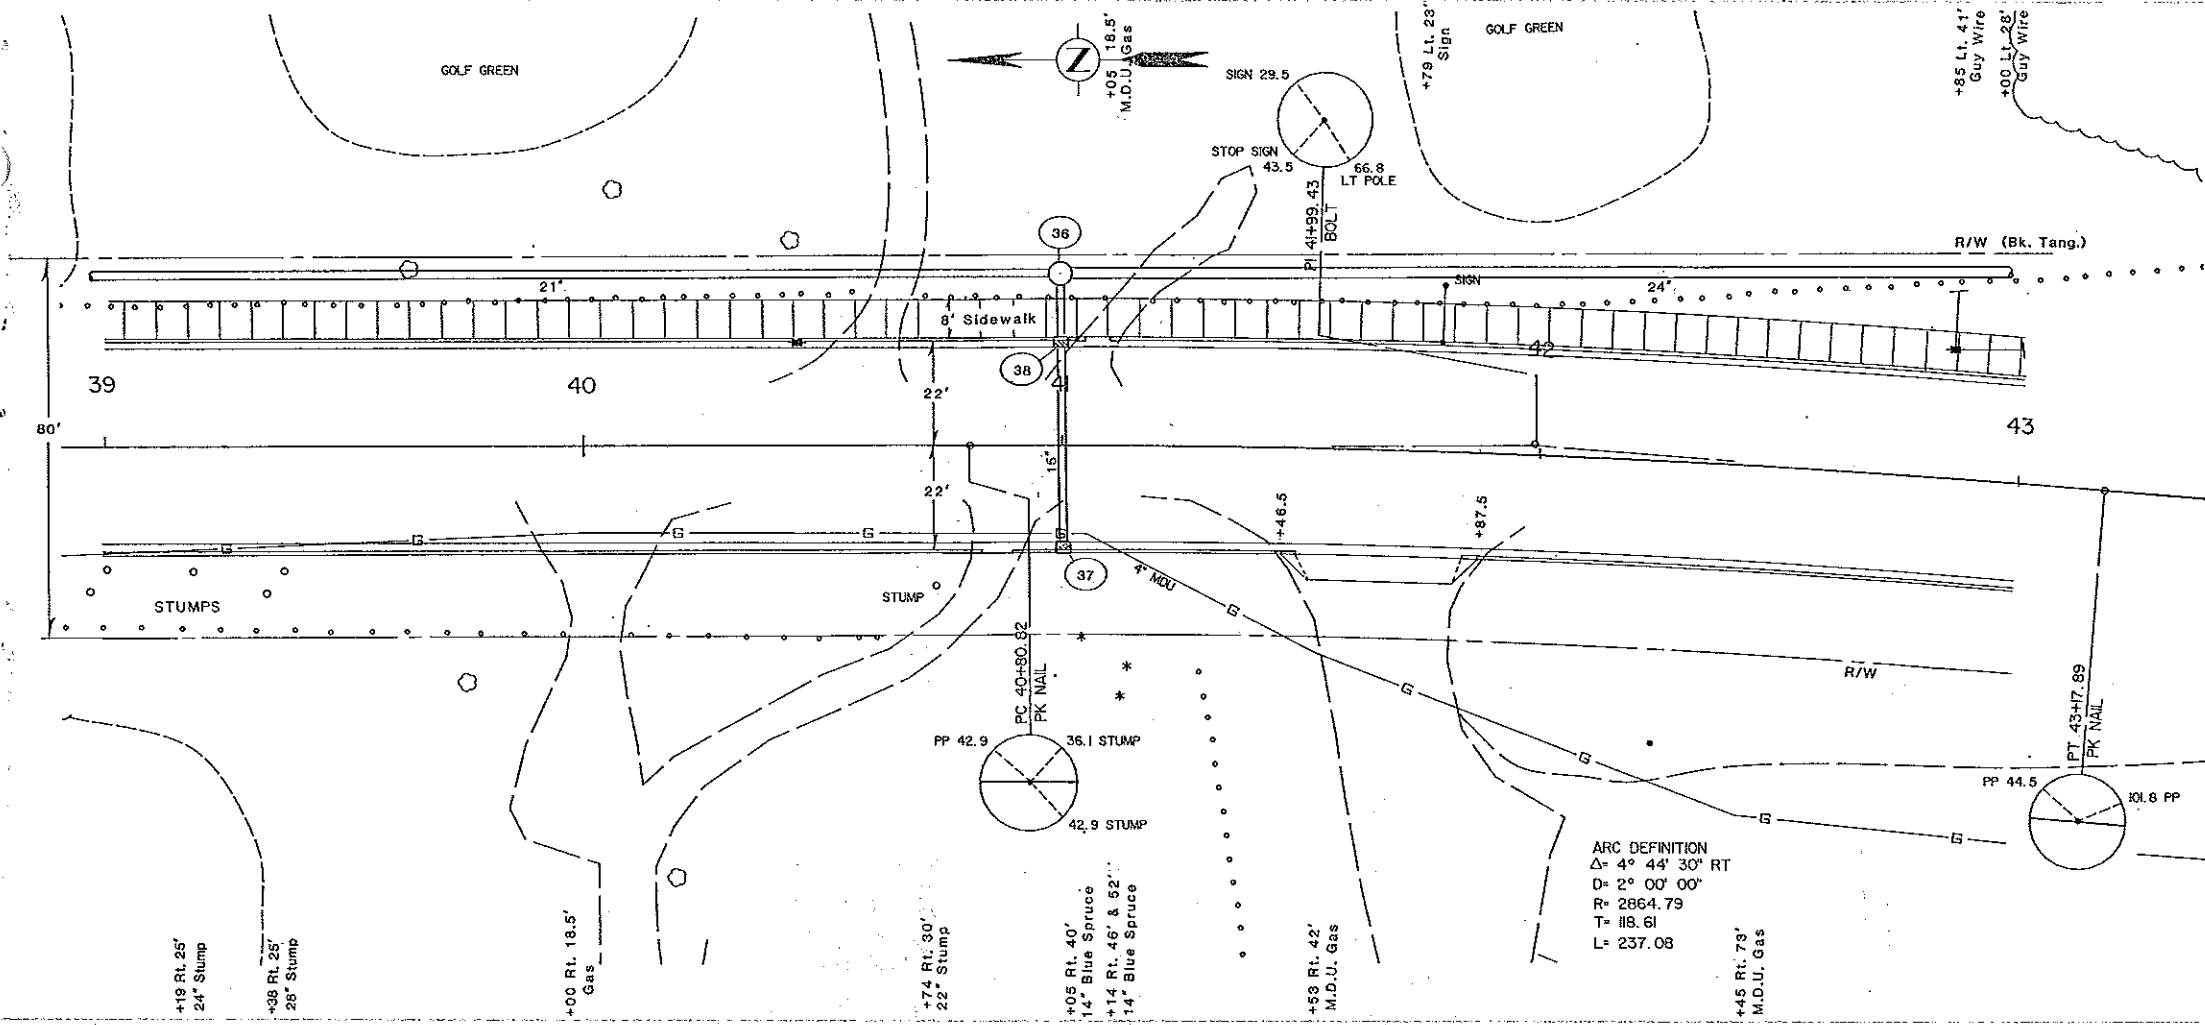 GOLF GREEN
N
+05 18.5'
M.D.U. Gas
SIGN 29.5
STOP SIGN
43.5
66.8
LT POLE
PI 41+99.43
BOLT
+79 Lt. 23'
Sign
GOLF GREEN
+85 Lt. 41'
Guy Wire
+00 Lt. 28'
Guy Wire
R/W (Bk. Tang.)
36
21"
SIGN
24"
8' Sidewalk
38
39
40
41
42
43
80'
22'
22'
15"
+46.5
+87.5
G
G
G
G
G
37
4" MDU
G
G
G
G
G
STUMPS
STUMP
R/W
PC 40+80.82
PK NAIL
PP 42.9
36.1 STUMP
42.9 STUMP
PT 43+17.89
PK NAIL
PP 44.5
101.8 PP
ARC DEFINITION
Δ= 4° 44' 30" RT
D= 2° 00' 00"
R= 2864.79
T= 118.61
L= 237.08
+19 Rt. 25'
24" Stump
+38 Rt. 25'
28" Stump
+00 Rt. 18.5'
Gas
+74 Rt. 30'
22" Stump
+05 Rt. 40'
14" Blue Spruce
+14 Rt. 46' & 52'
14" Blue Spruce
+53 Rt. 42'
M.D.U. Gas
+45 Rt. 73'
M.D.U. Gas